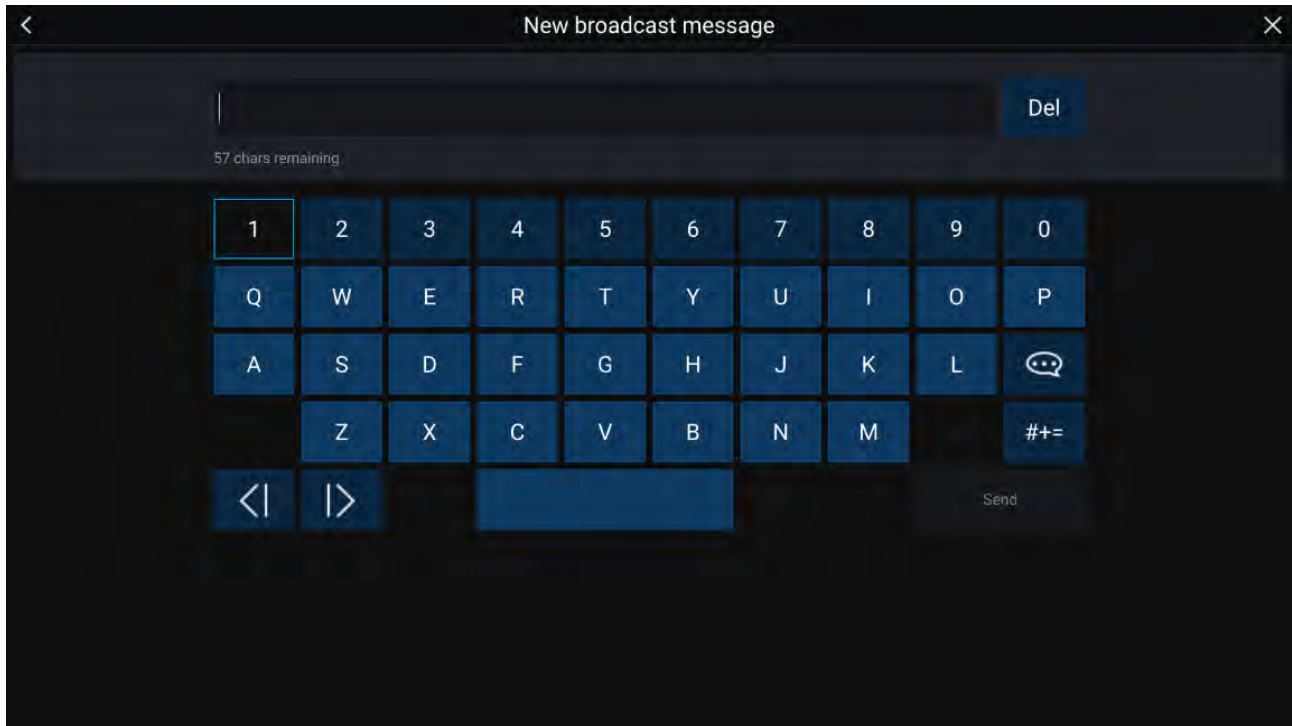 New broadcast message
Del
57 chars remaining
1 2 3 4 5 6 7 8 9 0
Q W E R T Y U I O P
A S D F G H J K L
Z X C V B N M #+=
Send